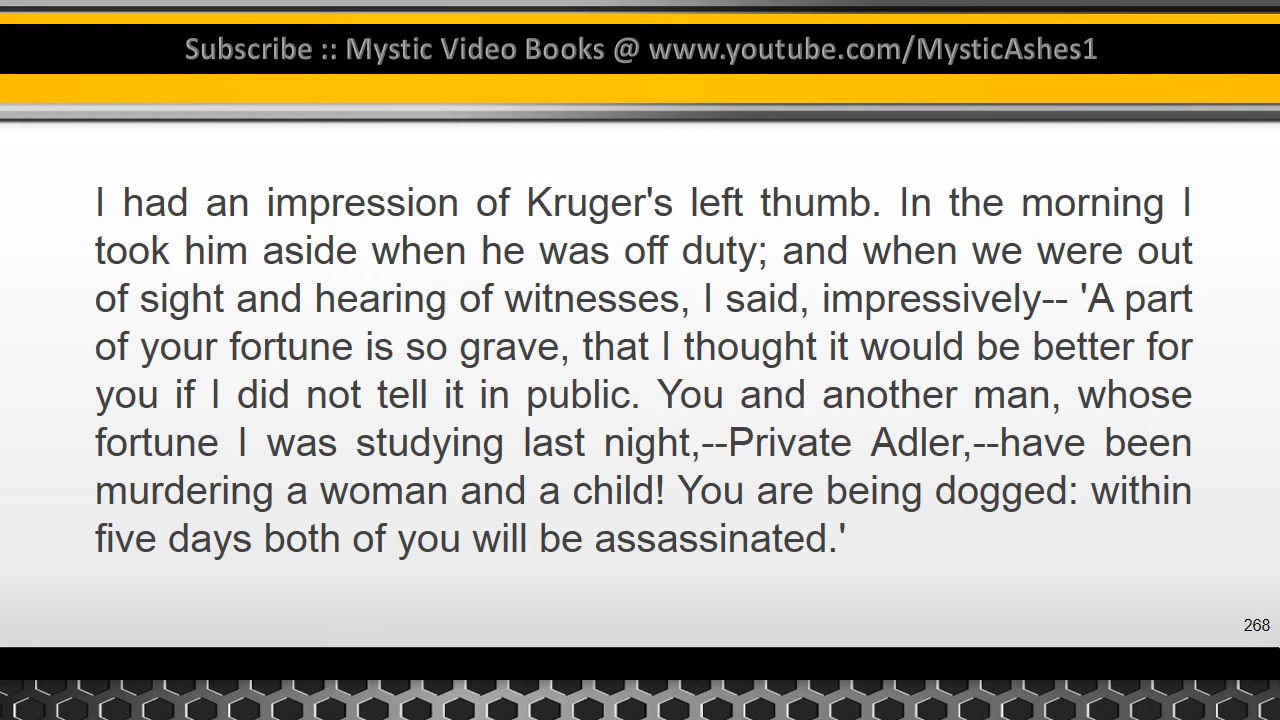 Subscribe :: Mystic Video Books @ www.youtube.com/MysticAshes1
I had an impression of Kruger's left thumb. In the morning I
took him aside when he was off duty; and when we were out
of sight and hearing of witnesses, I said, impressively-- 'A part
of your fortune is so grave, that I thought it would be better for
you if I did not tell it in public. You and another man, whose
fortune I was studying last night,--Private Adler,--have been
murdering a woman and a child! You are being dogged: within
five days both of you will be assassinated.'
268